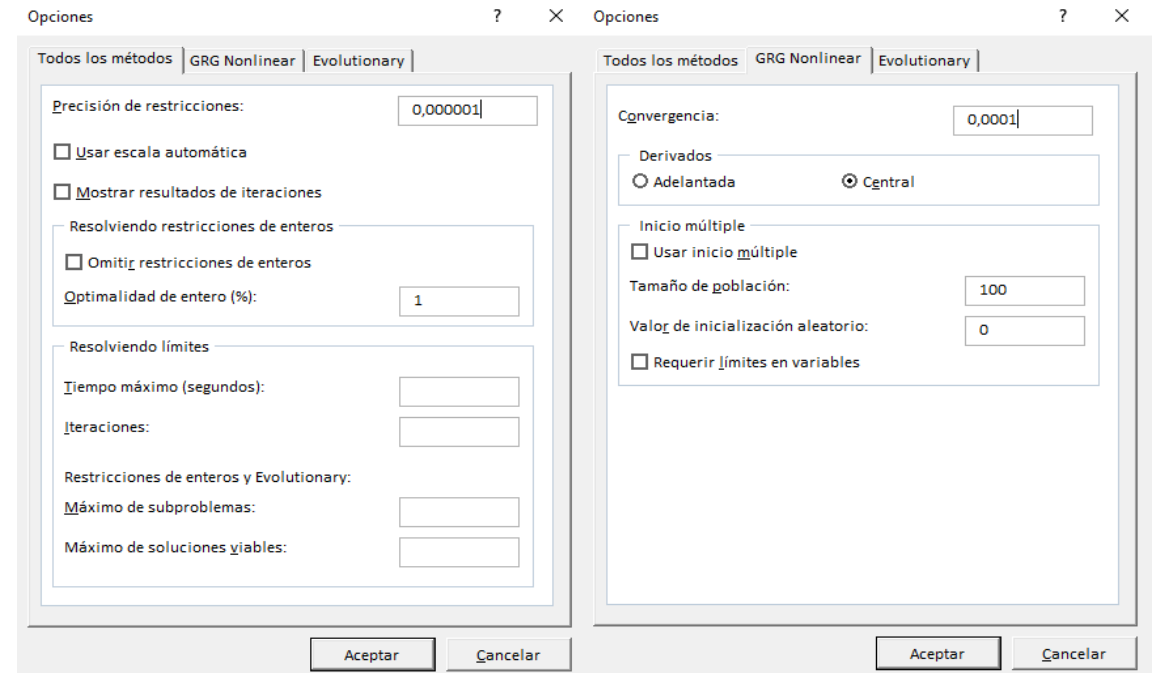 Opciones ? ×
Todos los métodos GRG Nonlinear Evolutionary
Precisión de restricciones: 0,000001
Usar escala automática
Mostrar resultados de iteraciones
Resolviendo restricciones de enteros
Omitir restricciones de enteros
Optimalidad de entero (%): 1
Resolviendo límites
Tiempo máximo (segundos):
Iteraciones:
Restricciones de enteros y Evolutionary:
Máximo de subproblemas:
Máximo de soluciones viables:
Aceptar Cancelar
Opciones ? ×
Todos los métodos GRG Nonlinear Evolutionary
Convergencia: 0,0001
Derivados
Adelantada Central
Inicio múltiple
Usar inicio múltiple
Tamaño de población: 100
Valor de inicialización aleatorio: 0
Requerir límites en variables
Aceptar Cancelar